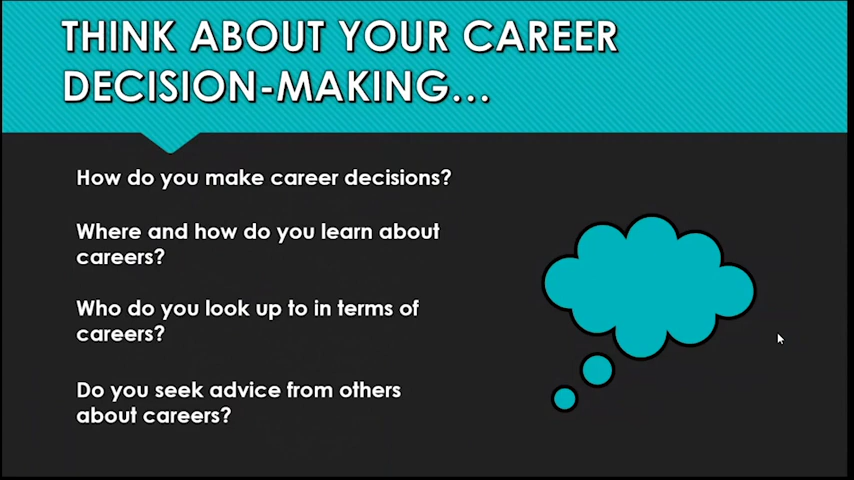 THINK ABOUT YOUR CAREER
DECISION-MAKING...
How do you make career decisions?
Where and how do you learn about
careers?
Who do you look up to in terms of
careers?
Do you seek advice from others
about careers?